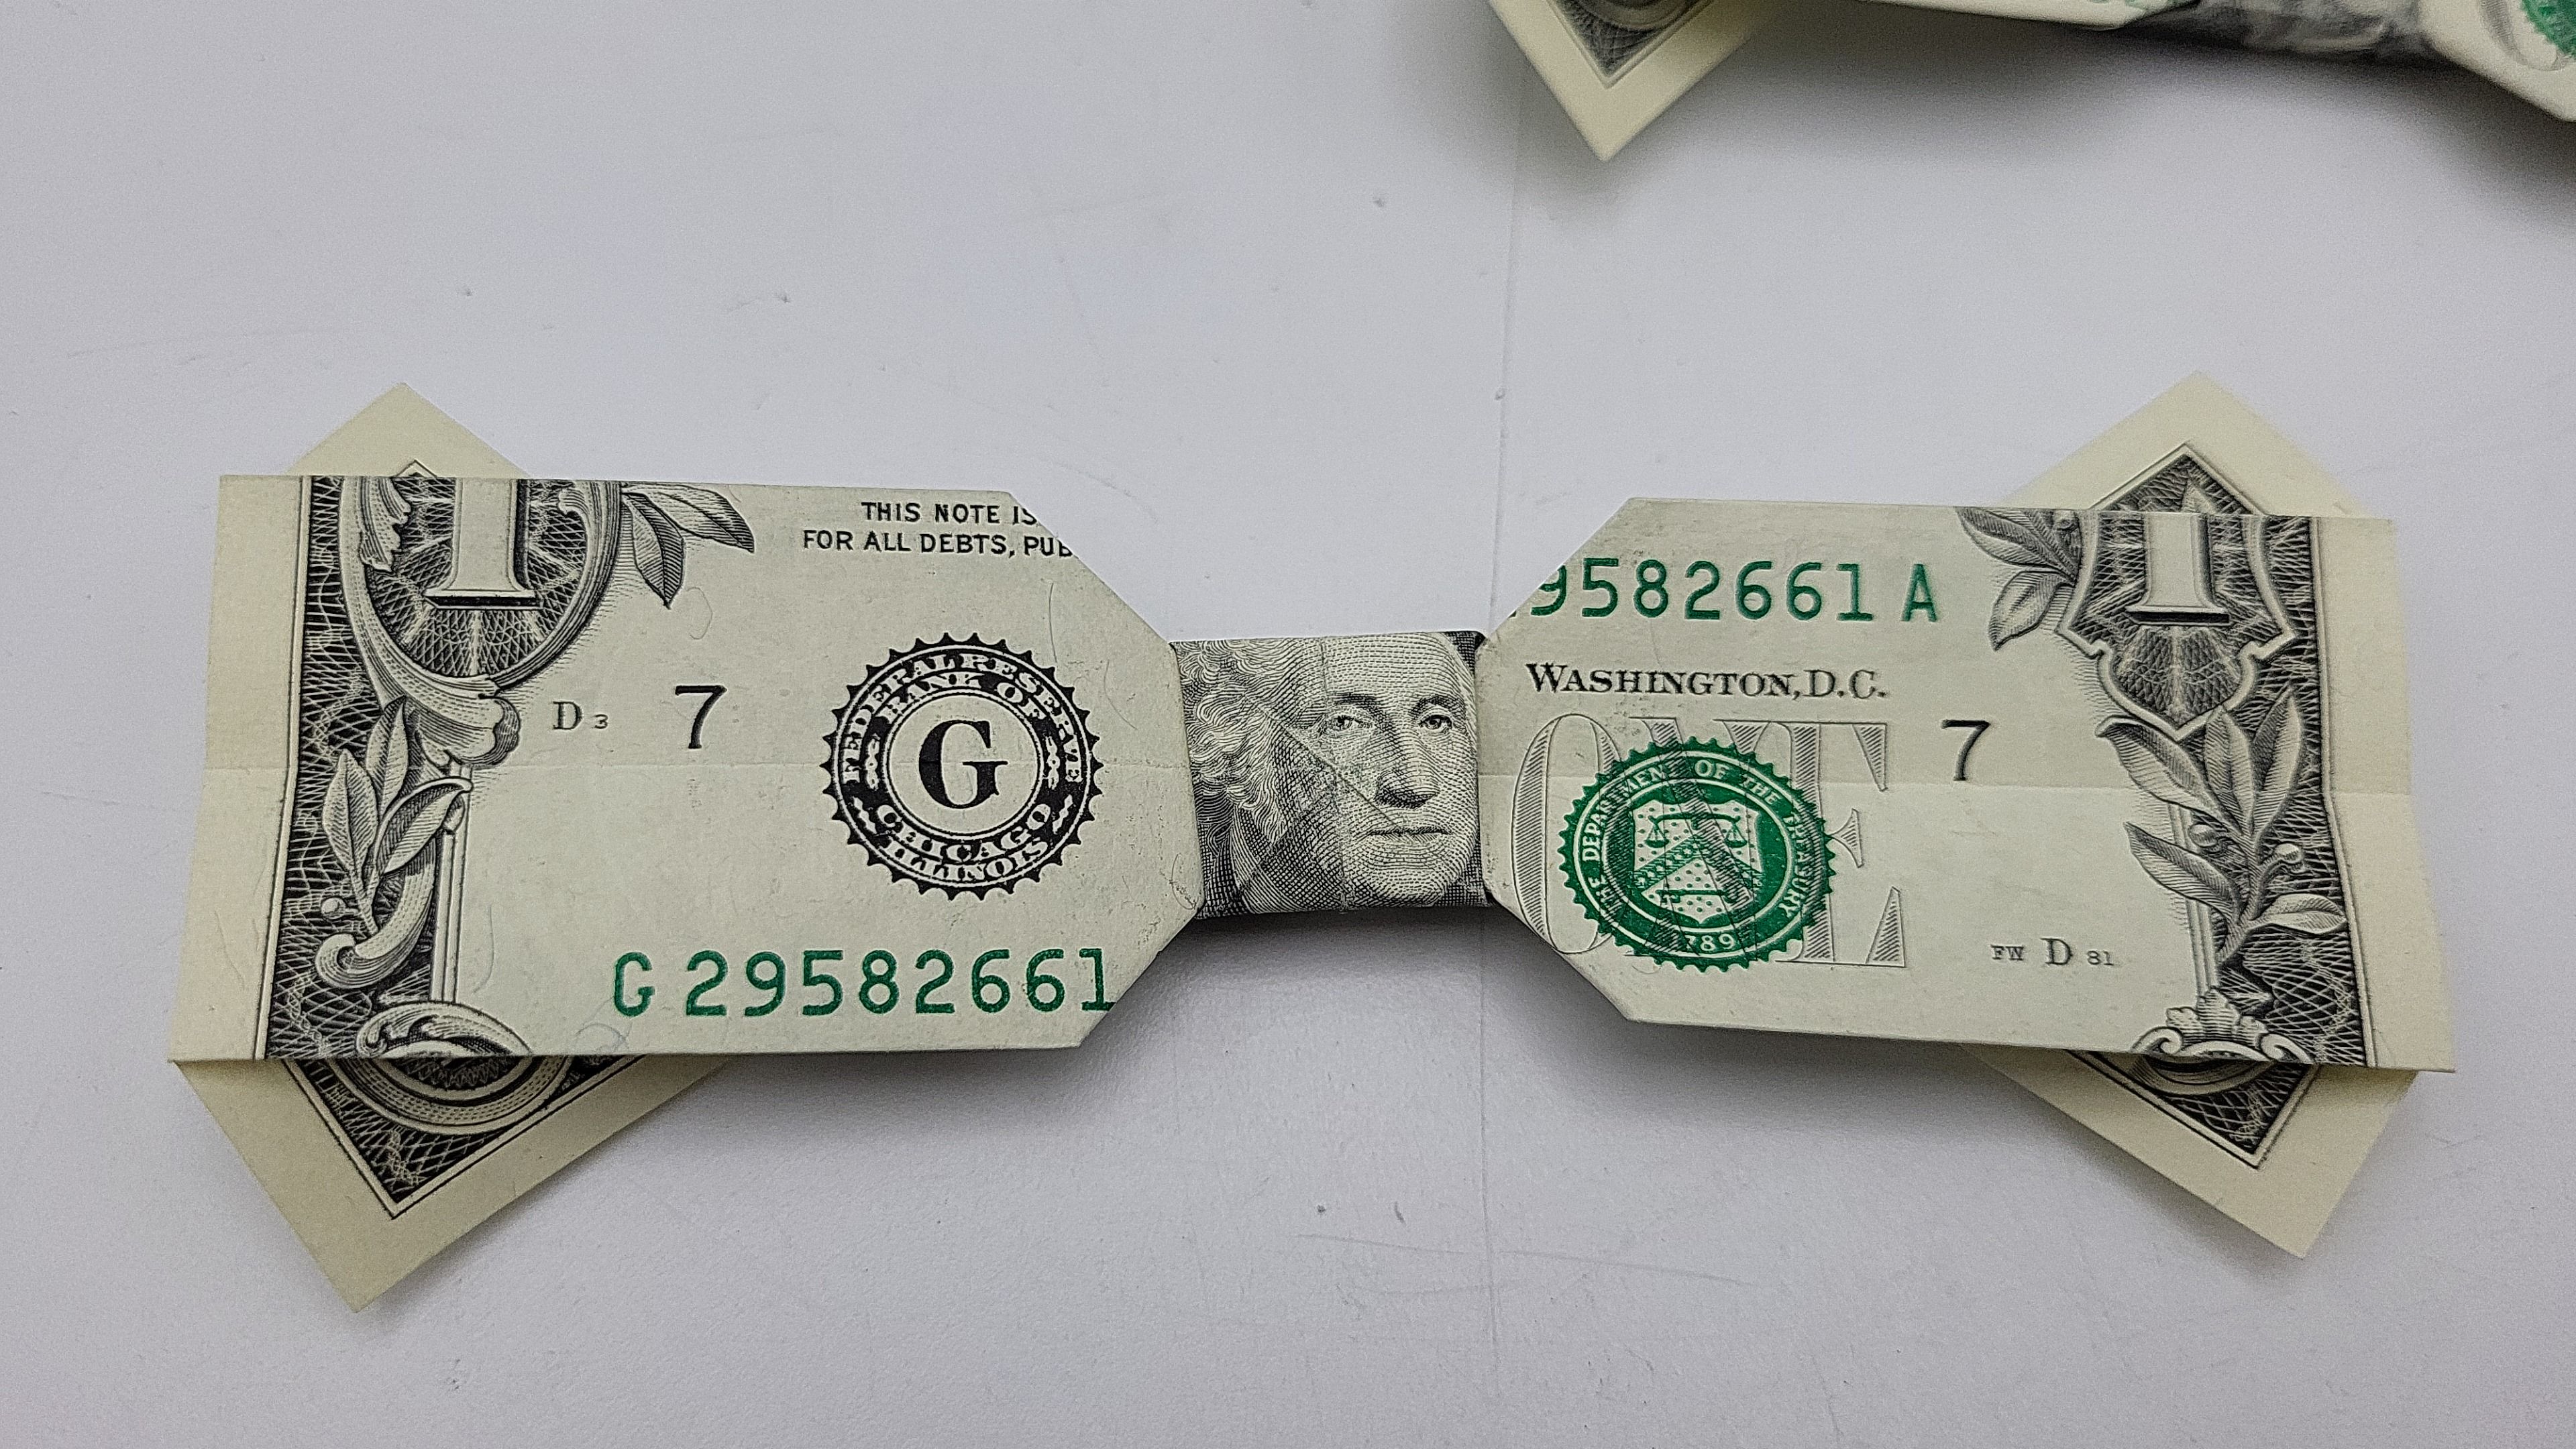 1
THIS NOTE IS
FOR ALL DEBTS, PUB
D 3
7
FEDERAL RESERVE
BANK OF
G
CHICAGO
ILLINOIS
G 29582661
9582661 A
1
WASHINGTON, D.C.
ONE
7
THE DEPARTMENT OF THE TREASURY
1789
FW D 81